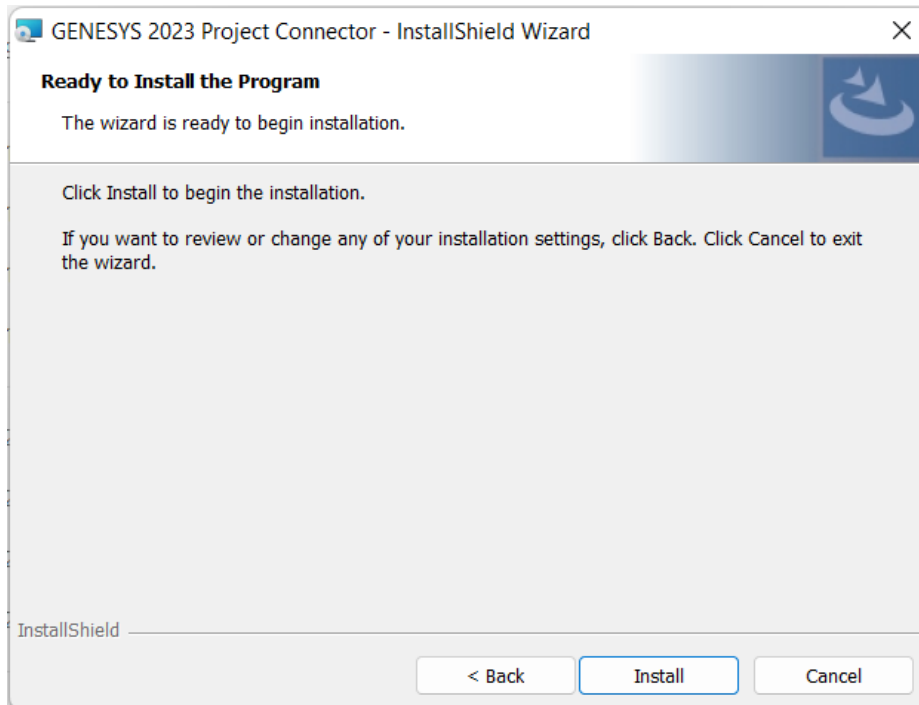 GENESYS 2023 Project Connector - InstallShield Wizard
Ready to Install the Program
The wizard is ready to begin installation.
Click Install to begin the installation.
If you want to review or change any of your installation settings, click Back. Click Cancel to exit
the wizard.
InstallShield
< Back
Install
Cancel